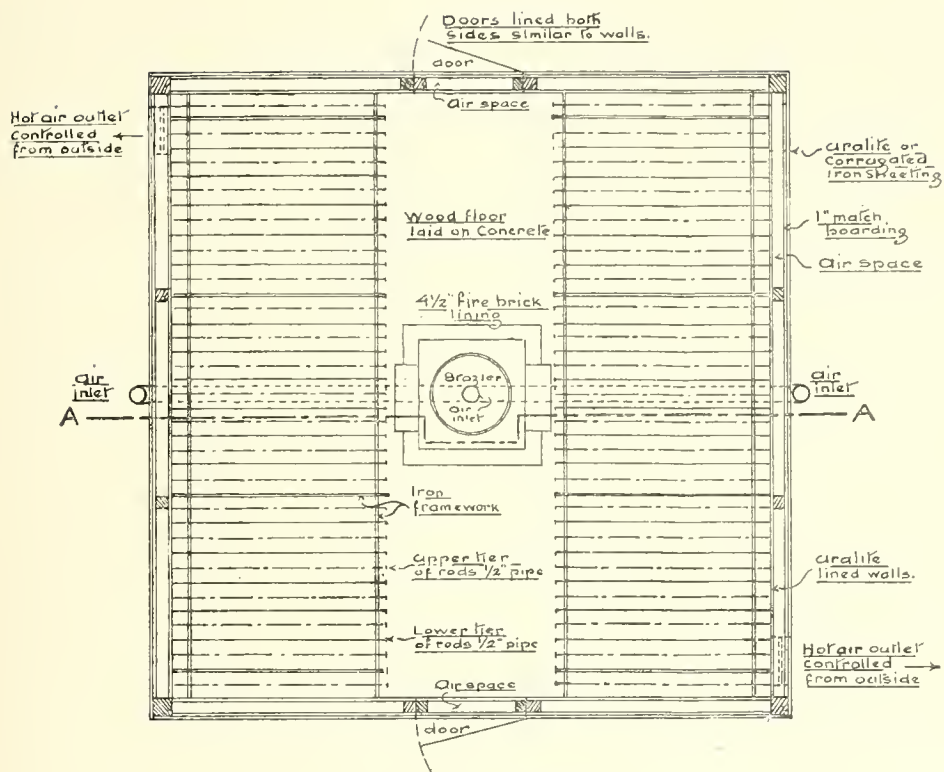 Doors lined both
sides similar to walls.
door
air space
Hot air outlet
controlled
from outside
uralite or
corrugated
iron sheeting
1" match
boarding
air space
Wood floor
laid on Concrete
4½" fire brick
lining
air
inlet
Brazier
air
inlet
air
inlet
A
A
Iron
framework
upper tier
of rods ½" pipe
uralite
lined walls.
Lower tier
of rods ½" pipe
Hot air outlet
controlled
from outside
Air space
door